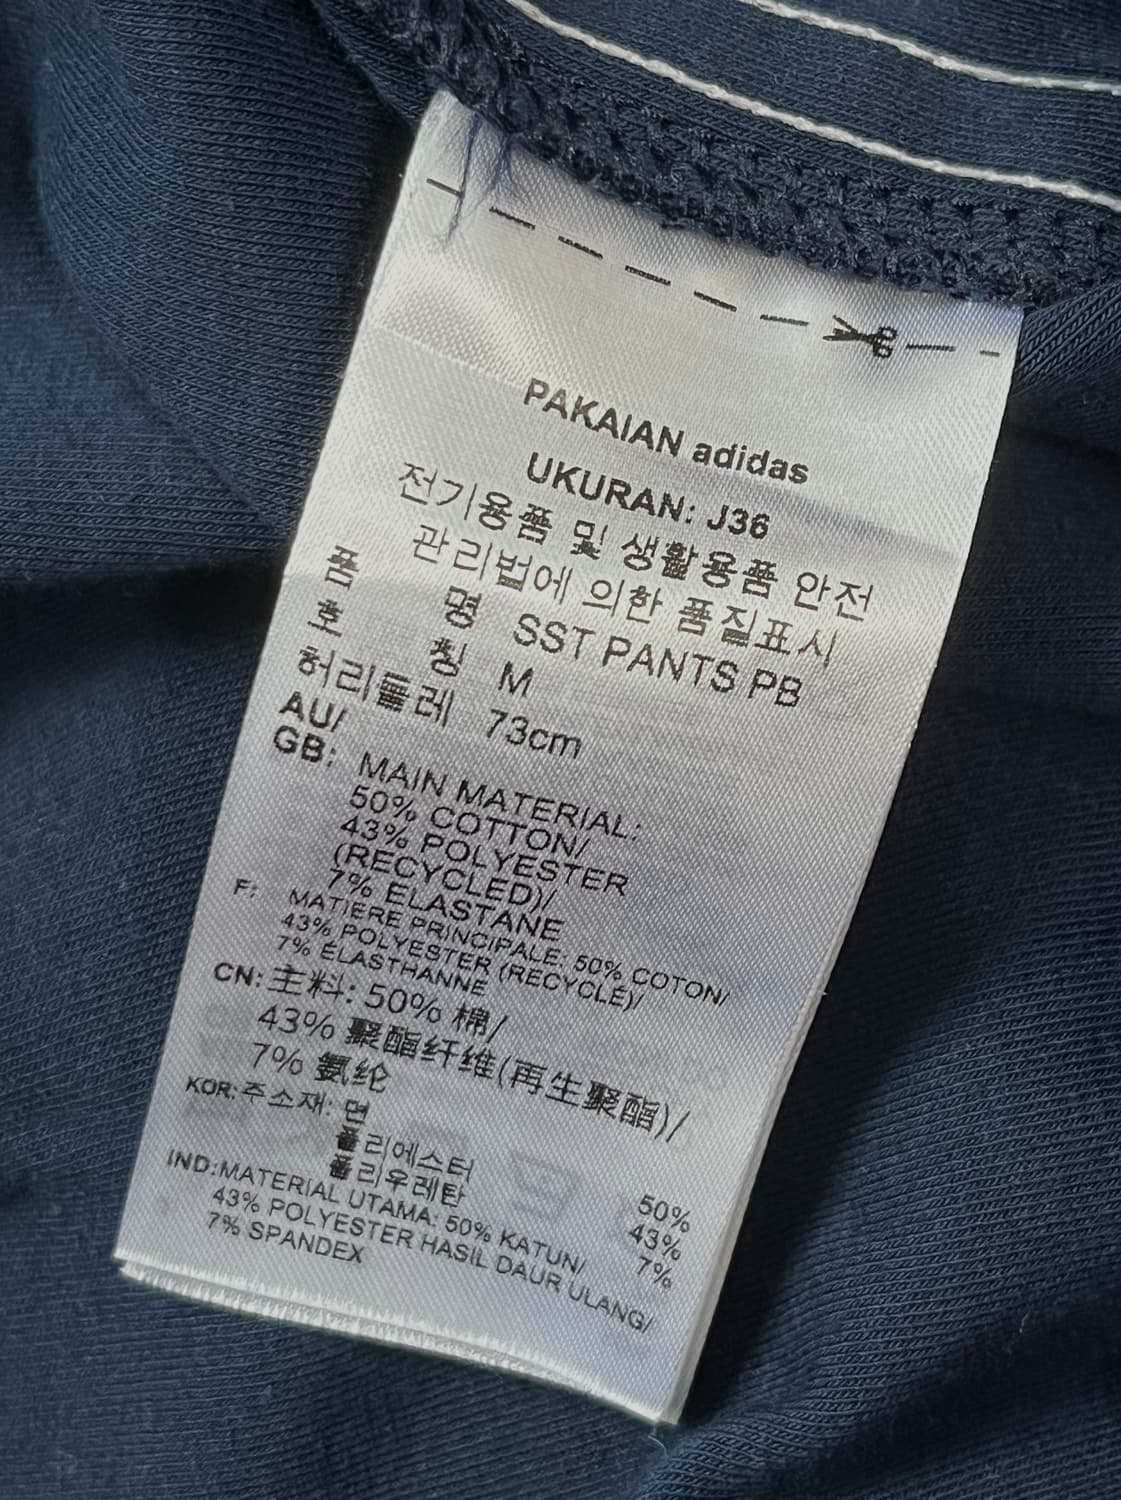 PAKAIAN adidas
UKURAN: J36
전기용품 및 생활용품 안전
관리법에 의한 품질표시
품 명 SST PANTS PB
호 칭 M
허리둘레 73cm
AU/
GB: MAIN MATERIAL:
50% COTTON/
43% POLYESTER
(RECYCLED)/
7% ELASTANE
F: MATIERE PRINCIPALE: 50% COTON/
43% POLYESTER (RECYCLÉ)/
7% ÉLASTHANNE
CN: 主料: 50% 棉/
43% 聚酯纤维(再生聚酯)/
7% 氨纶
KOR: 주소재: 면 50%
폴리에스터 43%
폴리우레탄 7%
IND: MATERIAL UTAMA: 50% KATUN/
43% POLYESTER HASIL DAUR ULANG/
7% SPANDEX